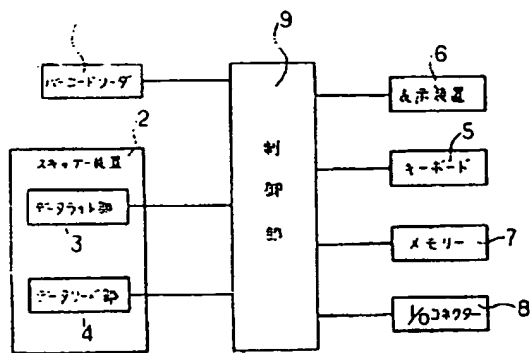 9
バーコードリーダ
2
スキャナー装置
データライト部
3
データリード部
4
制御部
6
表示装置
5
キーボード
メモリー
7
I/Oコネクター
8